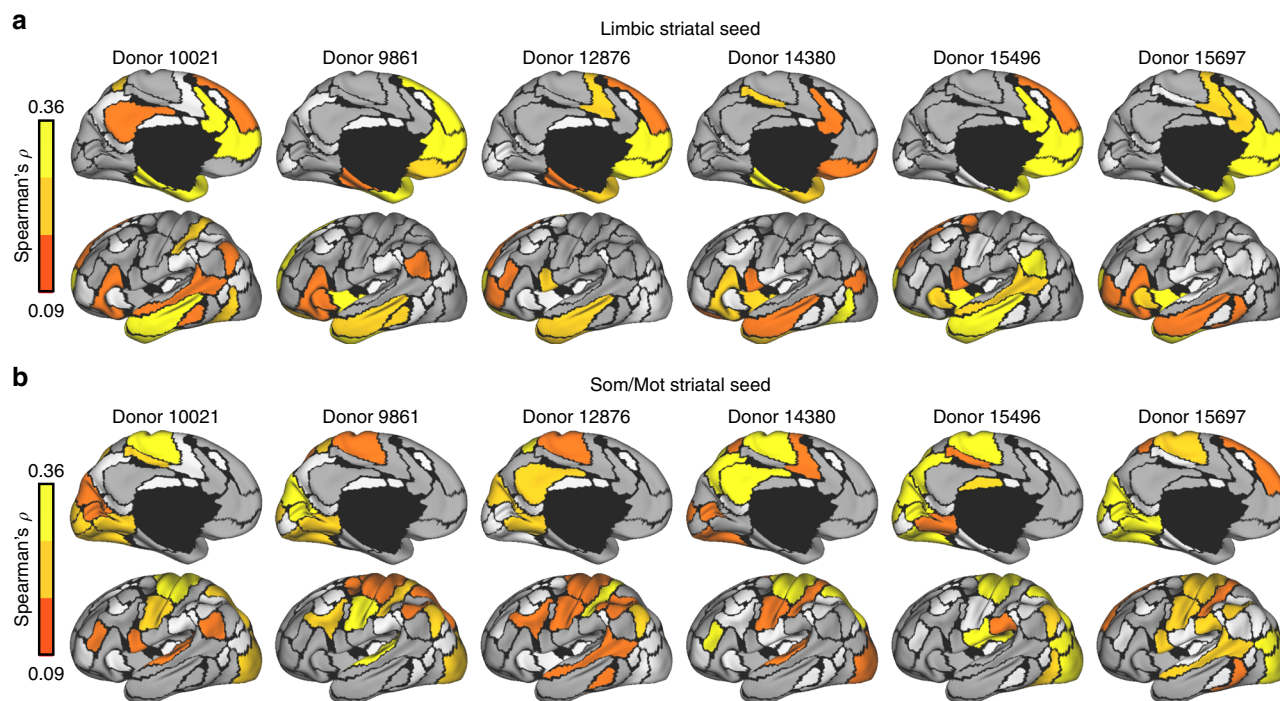 a
Limbic striatal seed
Donor 10021 Donor 9861 Donor 12876 Donor 14380 Donor 15496 Donor 15697
0.36
Spearman's ρ
0.09
b
Som/Mot striatal seed
Donor 10021 Donor 9861 Donor 12876 Donor 14380 Donor 15496 Donor 15697
0.36
Spearman's ρ
0.09